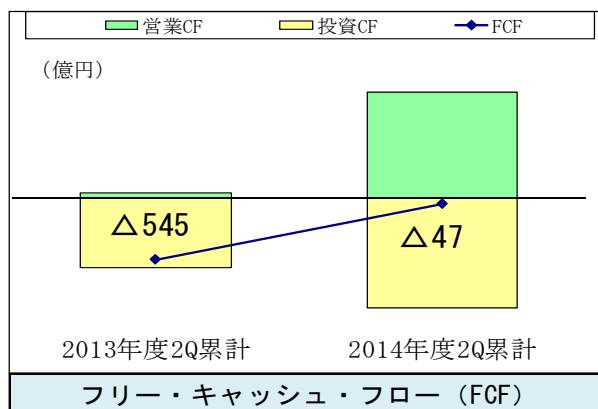 営業CF 投資CF FCF
（億円）
△545
△47
2013年度2Q累計 2014年度2Q累計
フリー・キャッシュ・フロー（FCF）